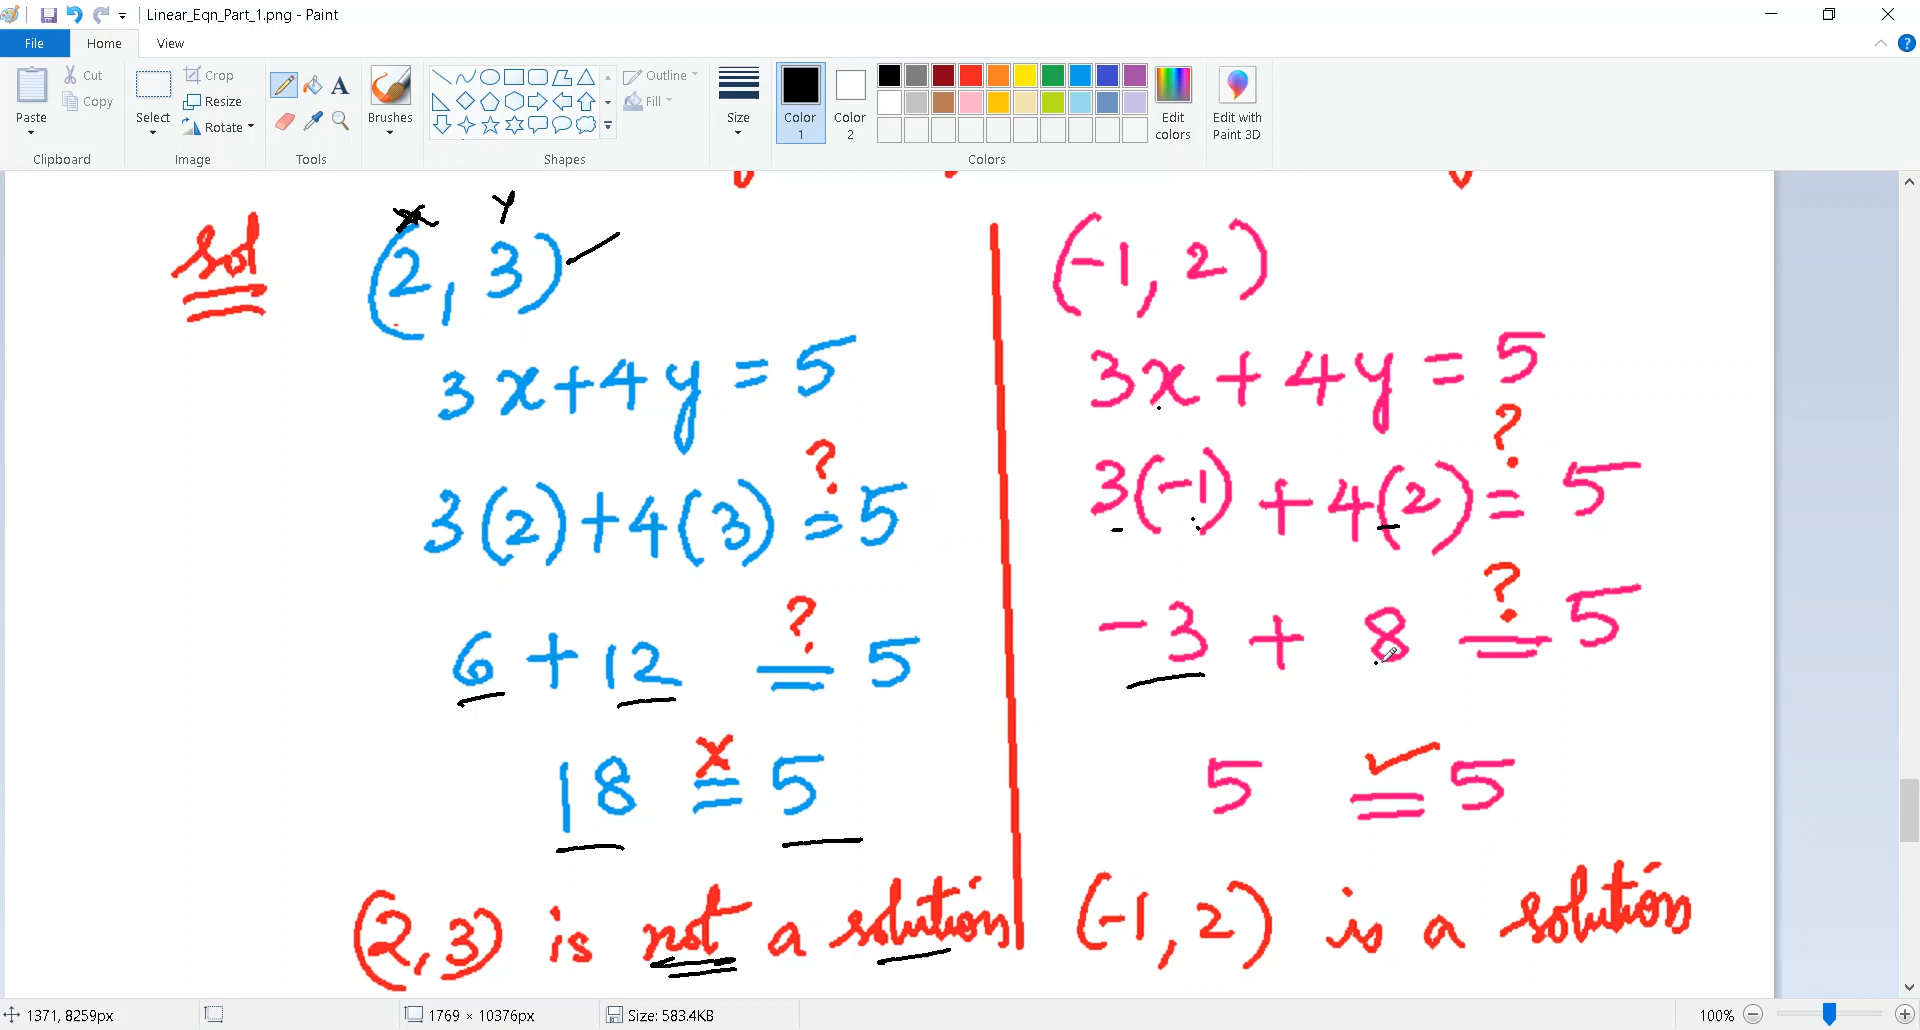 Linear_Eqn_Part_1.png - Paint
File Home View
Paste Cut Copy Clipboard
Select Crop Resize Rotate Image
A Tools
Brushes
Outline Fill Shapes
Size
Color 1 Color 2 Edit colors Colors
Edit with Paint 3D
sol
x y
(2, 3)
3x+4y=5
?
3(2)+4(3)=5
?
6+12 = 5
x
18 = 5
(2,3) is not a solution
(-1, 2)
3x+4y=5
?
3(-1)+4(2)=5
?
-3 + 8 = 5
✓
5 = 5
(-1,2) is a solution
1371, 8259px 1769 × 10376px Size: 583.4KB 100%